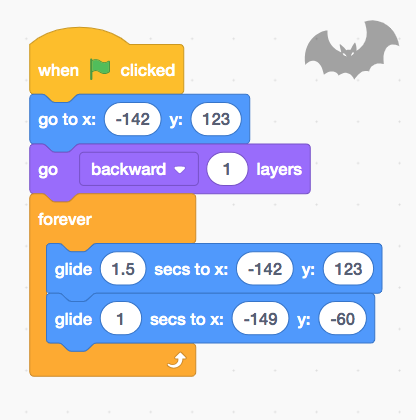 when clicked
go to x: -142 y: 123
go backward 1 layers
forever
glide 1.5 secs to x: -142 y: 123
glide 1 secs to x: -149 y: -60